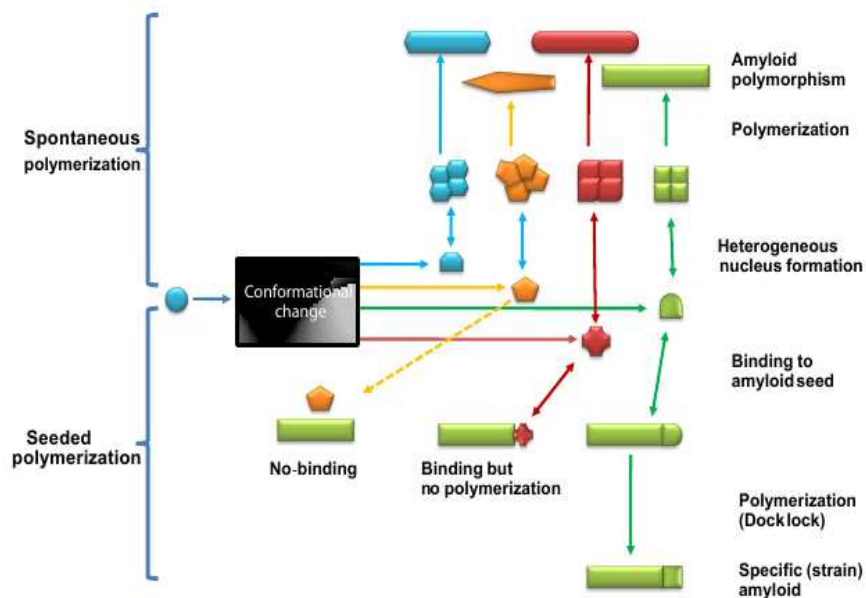 Amyloid
polymorphism
Polymerization
Spontaneous
polymerization
Heterogeneous
nucleus formation
Conformational
change
Binding to
amyloid seed
Seeded
polymerization
No-binding
Binding but
no polymerization
Polymerization
(Dock lock)
Specific (strain)
amyloid